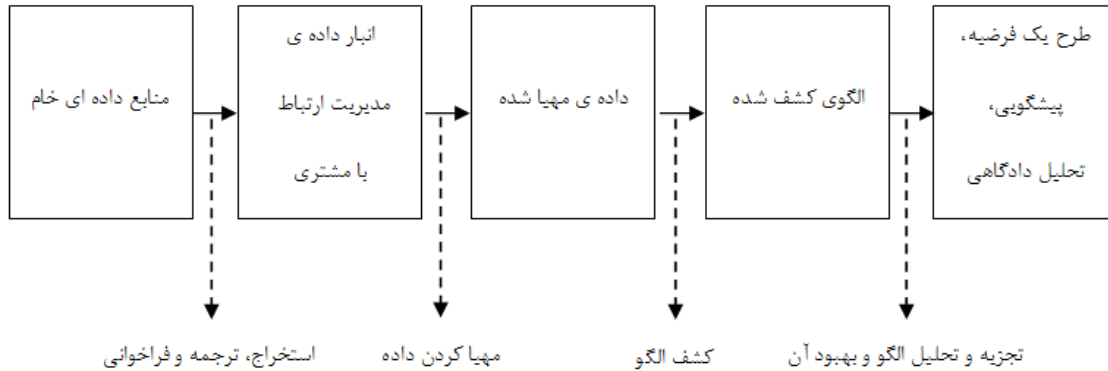 منابع داده ای خام
انبار داده ی
مدیریت ارتباط
با مشتری
داده ی مهیا شده
الگوی کشف شده
طرح یک فرضیه،
پیشگویی،
تحلیل دادگاهی
استخراج، ترجمه و فراخوانی
مهیا کردن داده
کشف الگو
تجزیه و تحلیل الگو و بهبود آن